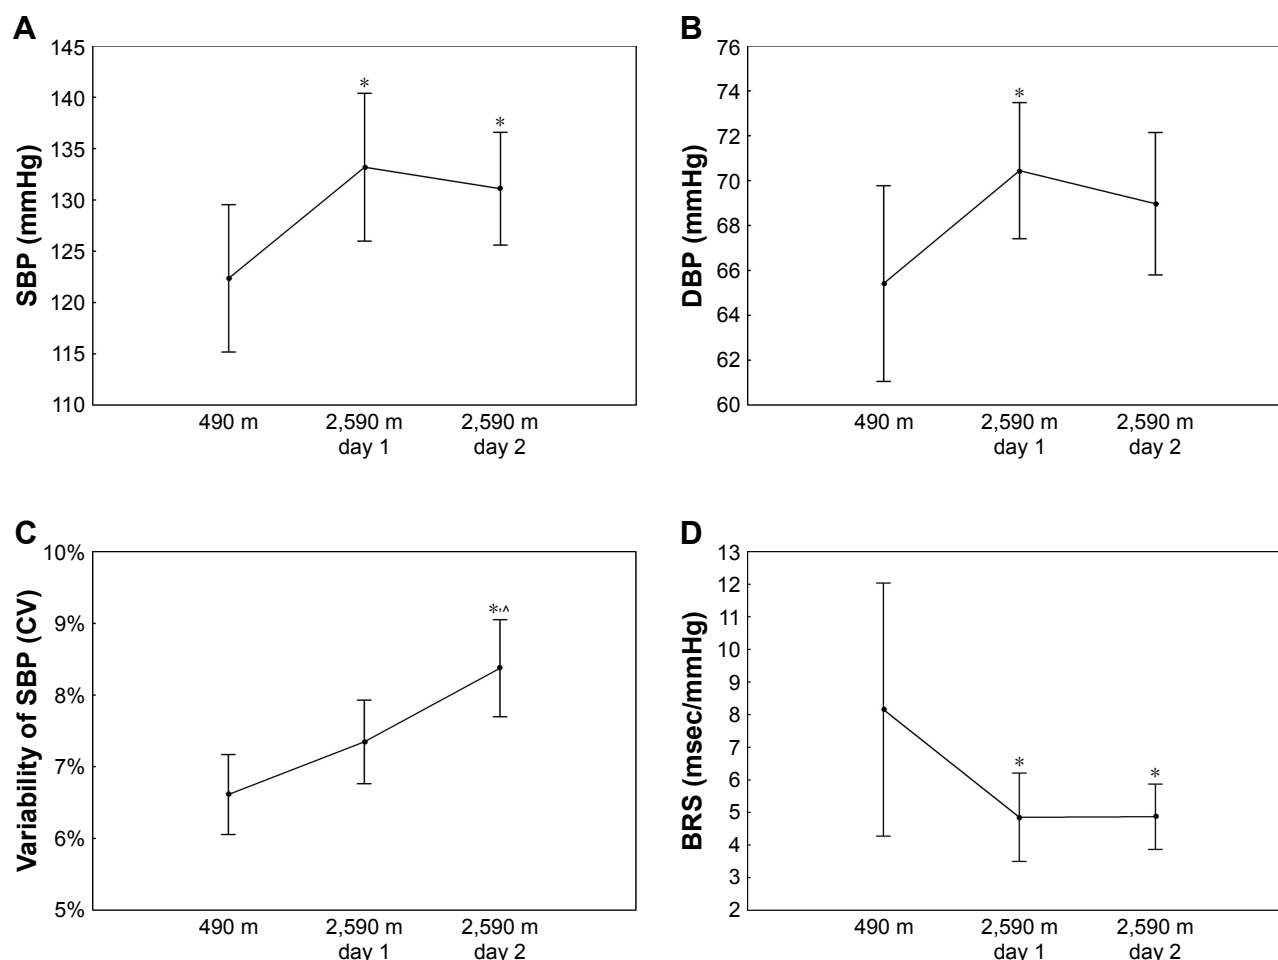 A
SBP (mmHg)
145
140
135
130
125
120
115
110
*
*
490 m
2,590 m
day 1
2,590 m
day 2
B
DBP (mmHg)
76
74
72
70
68
66
64
62
60
*
490 m
2,590 m
day 1
2,590 m
day 2
C
Variability of SBP (CV)
10%
9%
8%
7%
6%
5%
*,^
490 m
2,590 m
day 1
2,590 m
day 2
D
BRS (msec/mmHg)
13
12
11
10
9
8
7
6
5
4
3
2
*
*
490 m
2,590 m
day 1
2,590 m
day 2